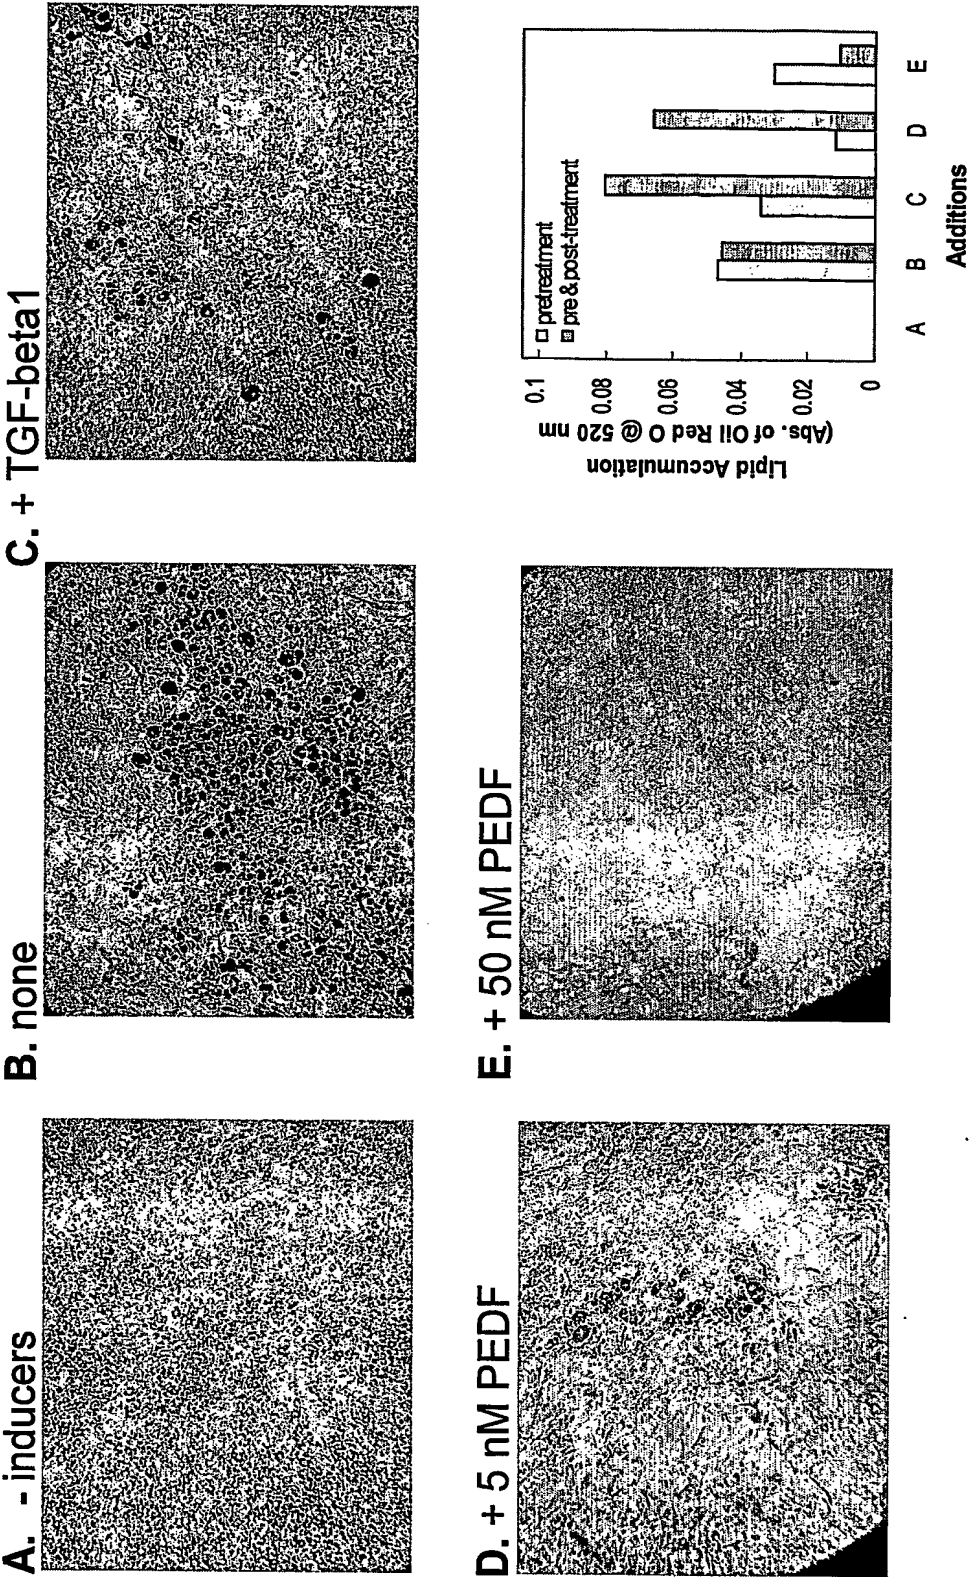 A. - inducers
B. none
C. + TGF-beta1
D. + 5 nM PEDF
E. + 50 nM PEDF
Lipid Accumulation
(Abs. of Oil Red O @ 520 nm
0.1
0.08
0.06
0.04
0.02
0
pretreatment
pre & post-treatment
A B C D E
Additions